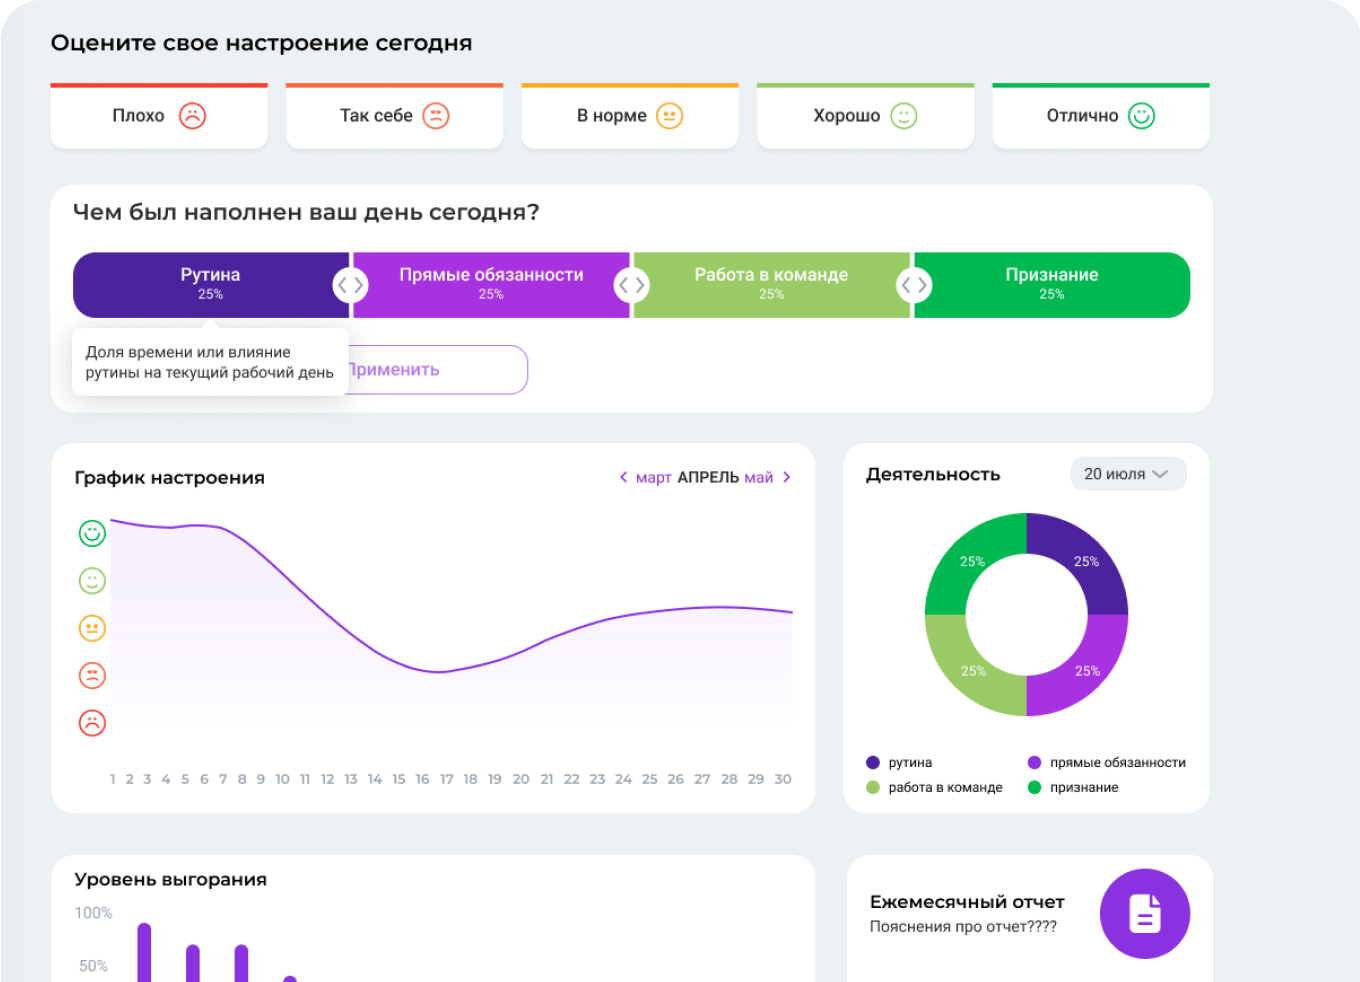 Оцените свое настроение сегодня
Плохо
Так себе
В норме
Хорошо
Отлично
Чем был наполнен ваш день сегодня?
Рутина
25%
Прямые обязанности
25%
Работа в команде
25%
Признание
25%
Доля времени или влияние
рутины на текущий рабочий день
Применить
График настроения
март АПРЕЛЬ май
1 2 3 4 5 6 7 8 9 10 11 12 13 14 15 16 17 18 19 20 21 22 23 24 25 26 27 28 29 30
Деятельность
20 июля
25%
25%
25%
25%
рутина
прямые обязанности
работа в команде
признание
Уровень выгорания
100%
50%
Ежемесячный отчет
Пояснения про отчет????